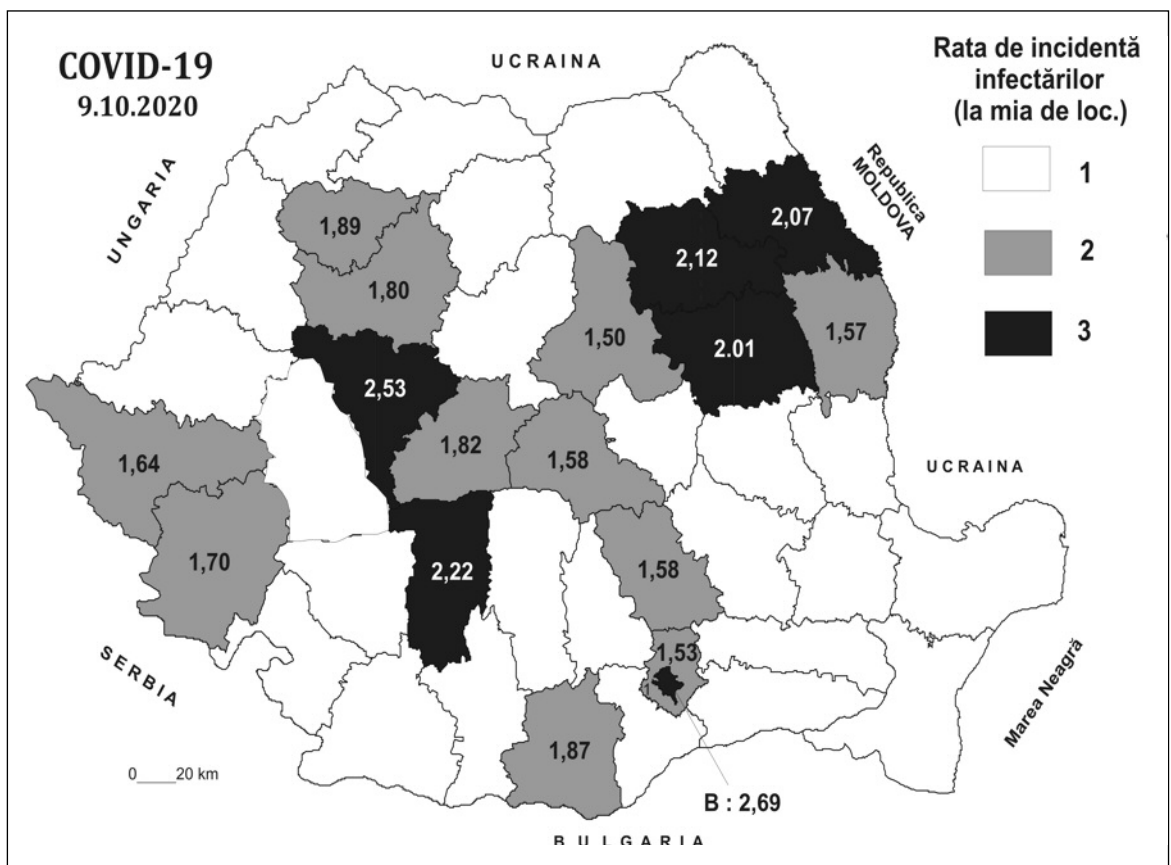 COVID-19
9.10.2020
UCRAINA
Rata de incidentă
infectărilor
(la mia de loc.)
1
2
3
UNGARIA
Republica
MOLDOVA
1,89
2,07
2,12
1,80
1,50
2.01
1,57
2,53
1,82
1,58
1,64
UCRAINA
1,70
2,22
1,58
1,53
SERBIA
Marea Neagră
1,87
0 20 km
B : 2,69
BULGARIA